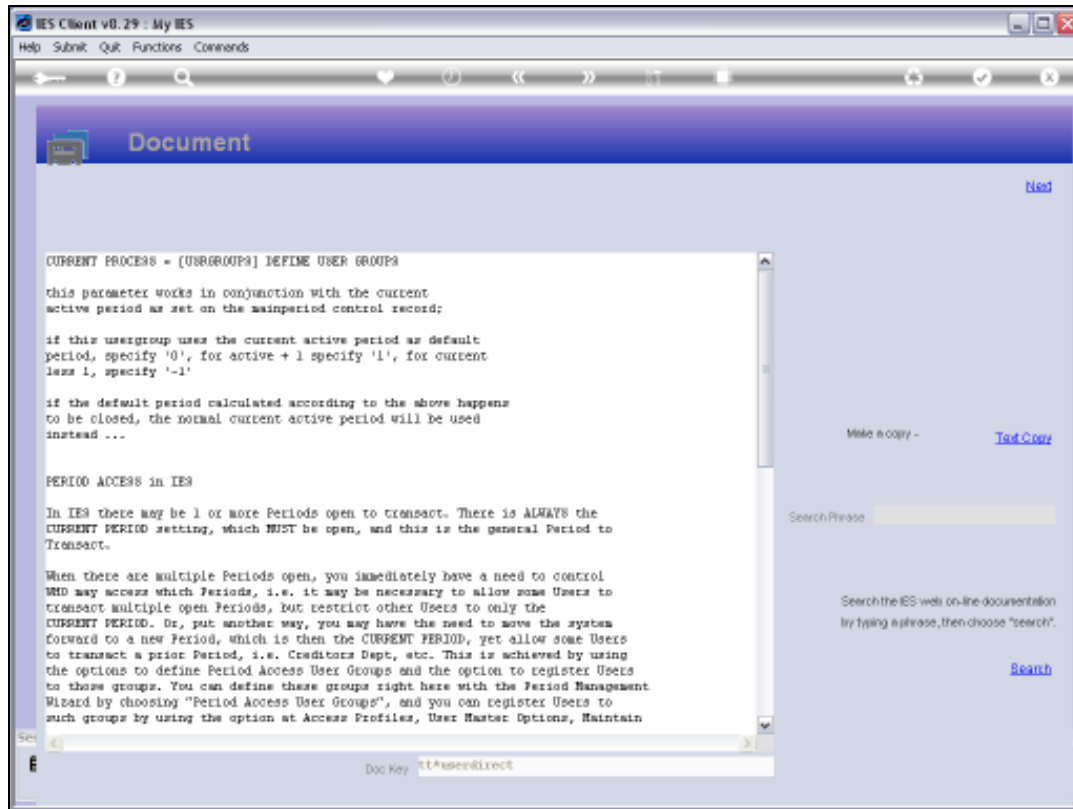 IES Client v8.29 : My IES
Help Submit Quit Functions Commands
Document
Next
CURRENT PROCESS = [USRGROUPS] DEFINE USER GROUPS
this parameter works in conjunction with the current
active period as set on the mainperiod control record;
if this usergroup uses the current active period as default
period, specify '0', for active + 1 specify '1', for current
less 1, specify '-1'
if the default period calculated according to the above happens
to be closed, the normal current active period will be used
instead ...
PERIOD ACCESS in IES
In IES there may be 1 or more Periods open to transact. There is ALWAYS the
CURRENT PERIOD setting, which MUST be open, and this is the general Period to
Transact.
When there are multiple Periods open, you immediately have a need to control
WHO may access which Periods, i.e. it may be necessary to allow some Users to
transact multiple open Periods, but restrict other Users to only the
CURRENT PERIOD. Or, put another way, you may have the need to move the system
forward to a new Period, which is then the CURRENT PERIOD, yet allow some Users
to transact a prior Period, i.e. Creditors Dept, etc. This is achieved by using
the options to define Period Access User Groups and the option to register Users
to those groups. You can define these groups right here with the Period Management
Wizard by choosing "Period Access User Groups", and you can register Users to
such groups by using the option at Access Profiles, User Master Options, Maintain
Make a copy -
Text Copy
Search Phrase
Search the IES web on-line documentation
by typing a phrase, then choose "search".
Search
Doc Key tt*userdirect